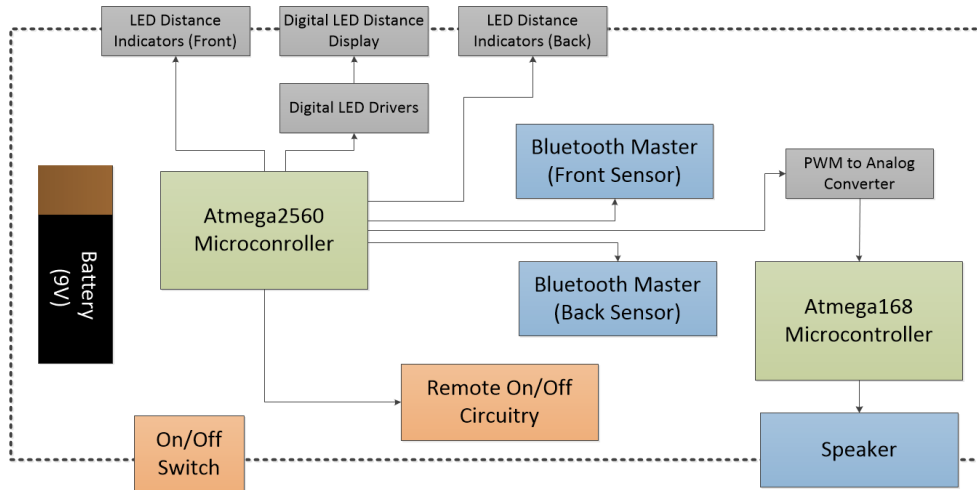 LED Distance
Indicators (Front)
Digital LED Distance
Display
LED Distance
Indicators (Back)
Digital LED Drivers
Bluetooth Master
(Front Sensor)
PWM to Analog
Converter
Atmega2560
Microconroller
Battery
(9V)
Bluetooth Master
(Back Sensor)
Atmega168
Microcontroller
Remote On/Off
Circuitry
On/Off
Switch
Speaker